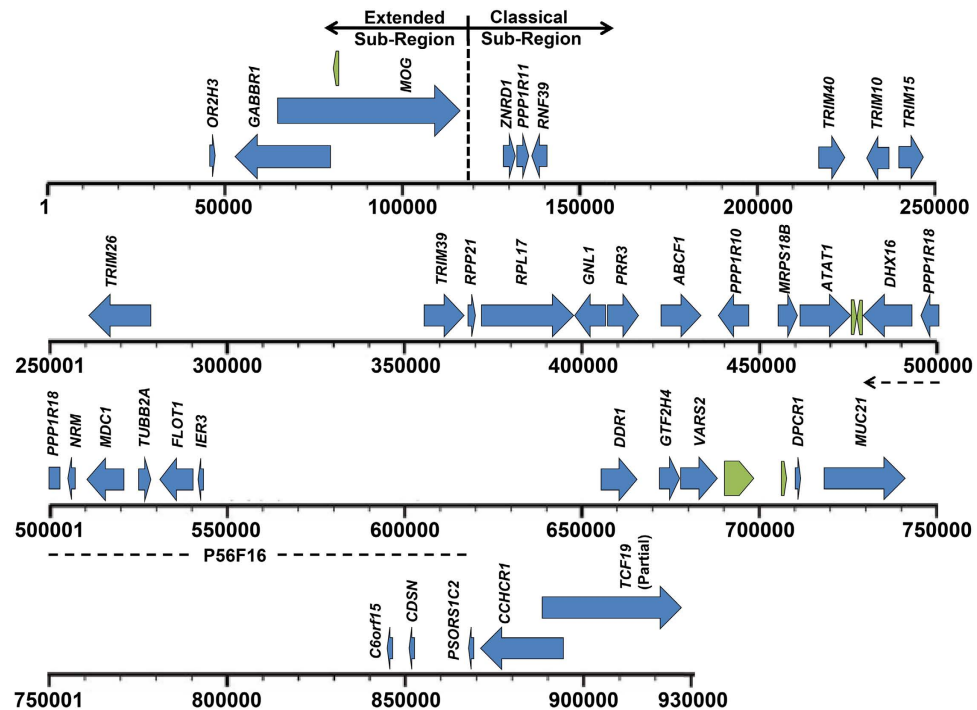 Extended Classical
Sub-Region Sub-Region
OR2H3 GABBR1 MOG ZNRD1 PPP1R11 RNF39 TRIM40 TRIM10 TRIM15
1 50000 100000 150000 200000 250000
TRIM26 TRIM39 RPP21 RPL17 GNL1 PRR3 ABCF1 PPP1R10 MRPS18B ATAT1 DHX16 PPP1R18
250001 300000 350000 400000 450000 500000
PPP1R18 NRM MDC1 TUBB2A FLOT1 IER3 DDR1 GTF2H4 VARS2 DPCR1 MUC21
500001 550000 600000 650000 700000 750000
P56F16
C6orf15 CDSN PSORS1C2 CCHCR1 TCF19
(Partial)
750001 800000 850000 900000 930000